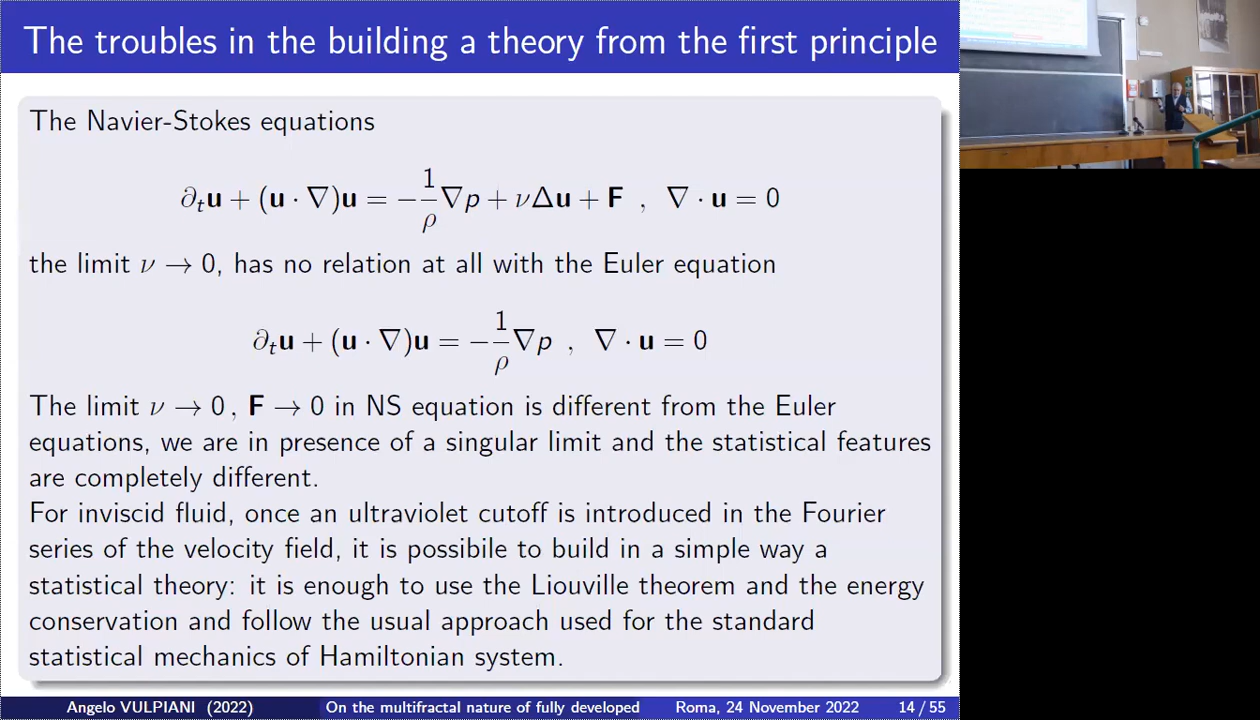 The troubles in the building a theory from the first principle
The Navier-Stokes equations
∂ₜu + (u · ∇)u = −(1/ρ)∇p + νΔu + F , ∇ · u = 0
the limit ν → 0, has no relation at all with the Euler equation
∂ₜu + (u · ∇)u = −(1/ρ)∇p , ∇ · u = 0
The limit ν → 0 , F → 0 in NS equation is different from the Euler
equations, we are in presence of a singular limit and the statistical features
are completely different.
For inviscid fluid, once an ultraviolet cutoff is introduced in the Fourier
series of the velocity field, it is possibile to build in a simple way a
statistical theory: it is enough to use the Liouville theorem and the energy
conservation and follow the usual approach used for the standard
statistical mechanics of Hamiltonian system.
Angelo VULPIANI (2022) On the multifractal nature of fully developed Roma, 24 November 2022 14 / 55